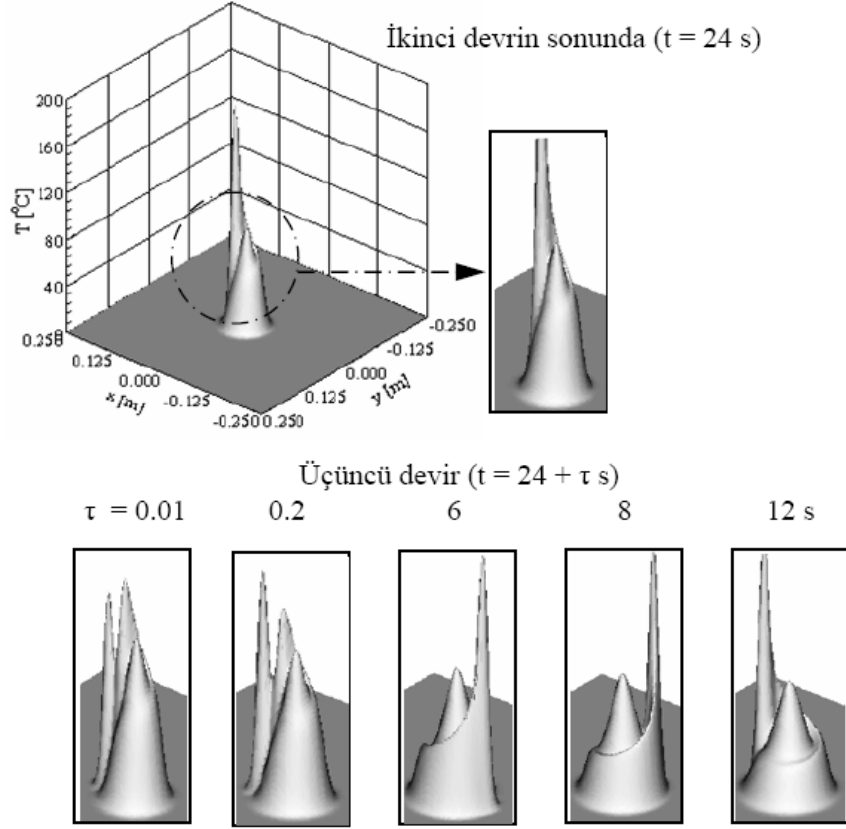 İkinci devrin sonunda (t = 24 s)
200
160
120
80
40
0
T [°C]
0.250
0.125
0.000
-0.125
-0.250
x [m]
0.250
0.125
0.000
-0.125
-0.250
y [m]
Üçüncü devir (t = 24 + τ s)
τ = 0.01 0.2 6 8 12 s